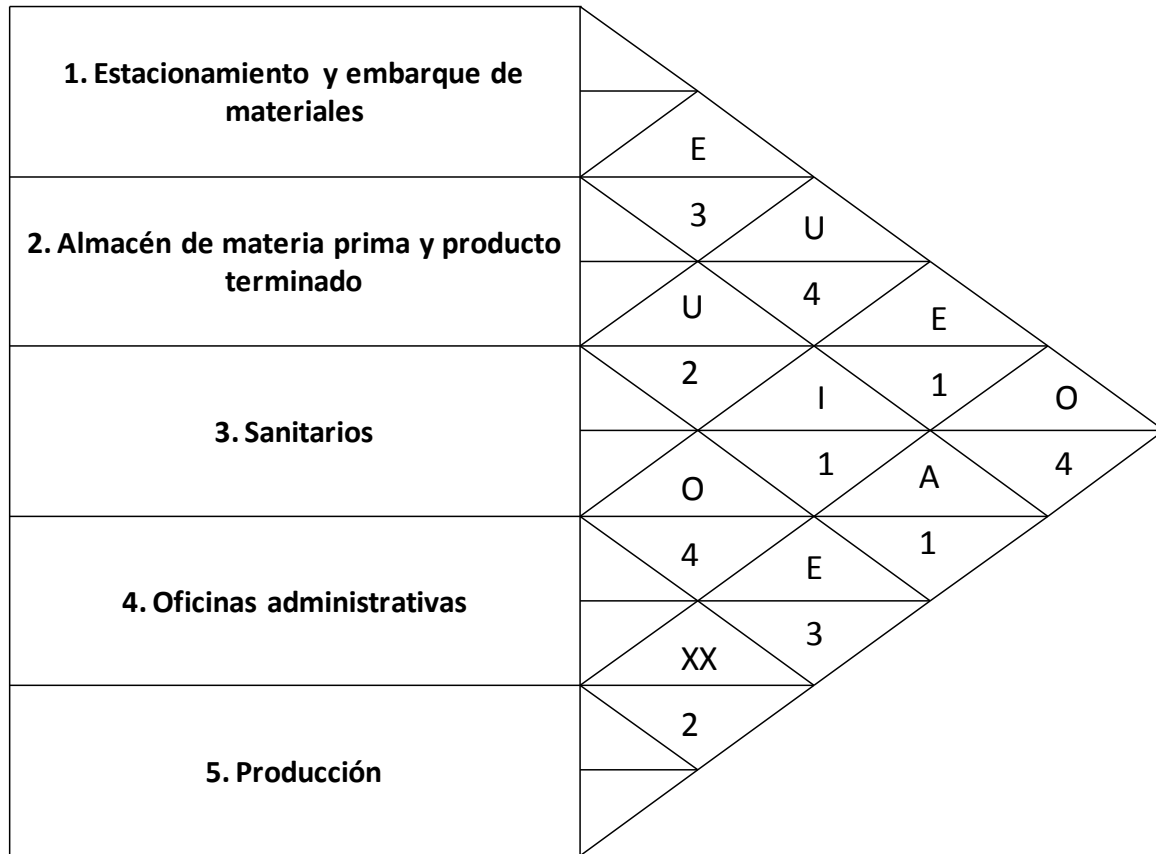 1. Estacionamiento y embarque de
materiales
E
3
U
2. Almacén de materia prima y producto
terminado
4
U
E
2
1
I
O
3. Sanitarios
1
A
4
O
4
E
1
4. Oficinas administrativas
3
XX
2
5. Producción